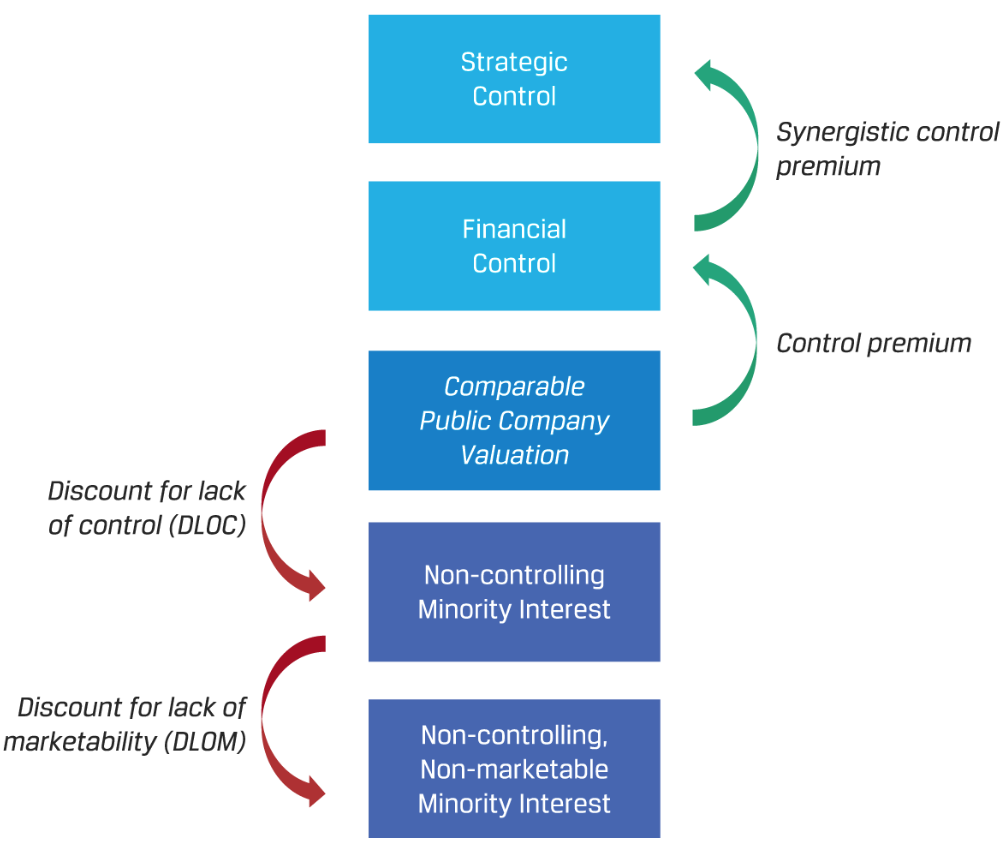 Strategic
Control
Synergistic control
premium
Financial
Control
Control premium
Comparable
Public Company
Valuation
Discount for lack
of control (DLOC)
Non-controlling
Minority Interest
Discount for lack of
marketability (DLOM)
Non-controlling,
Non-marketable
Minority Interest